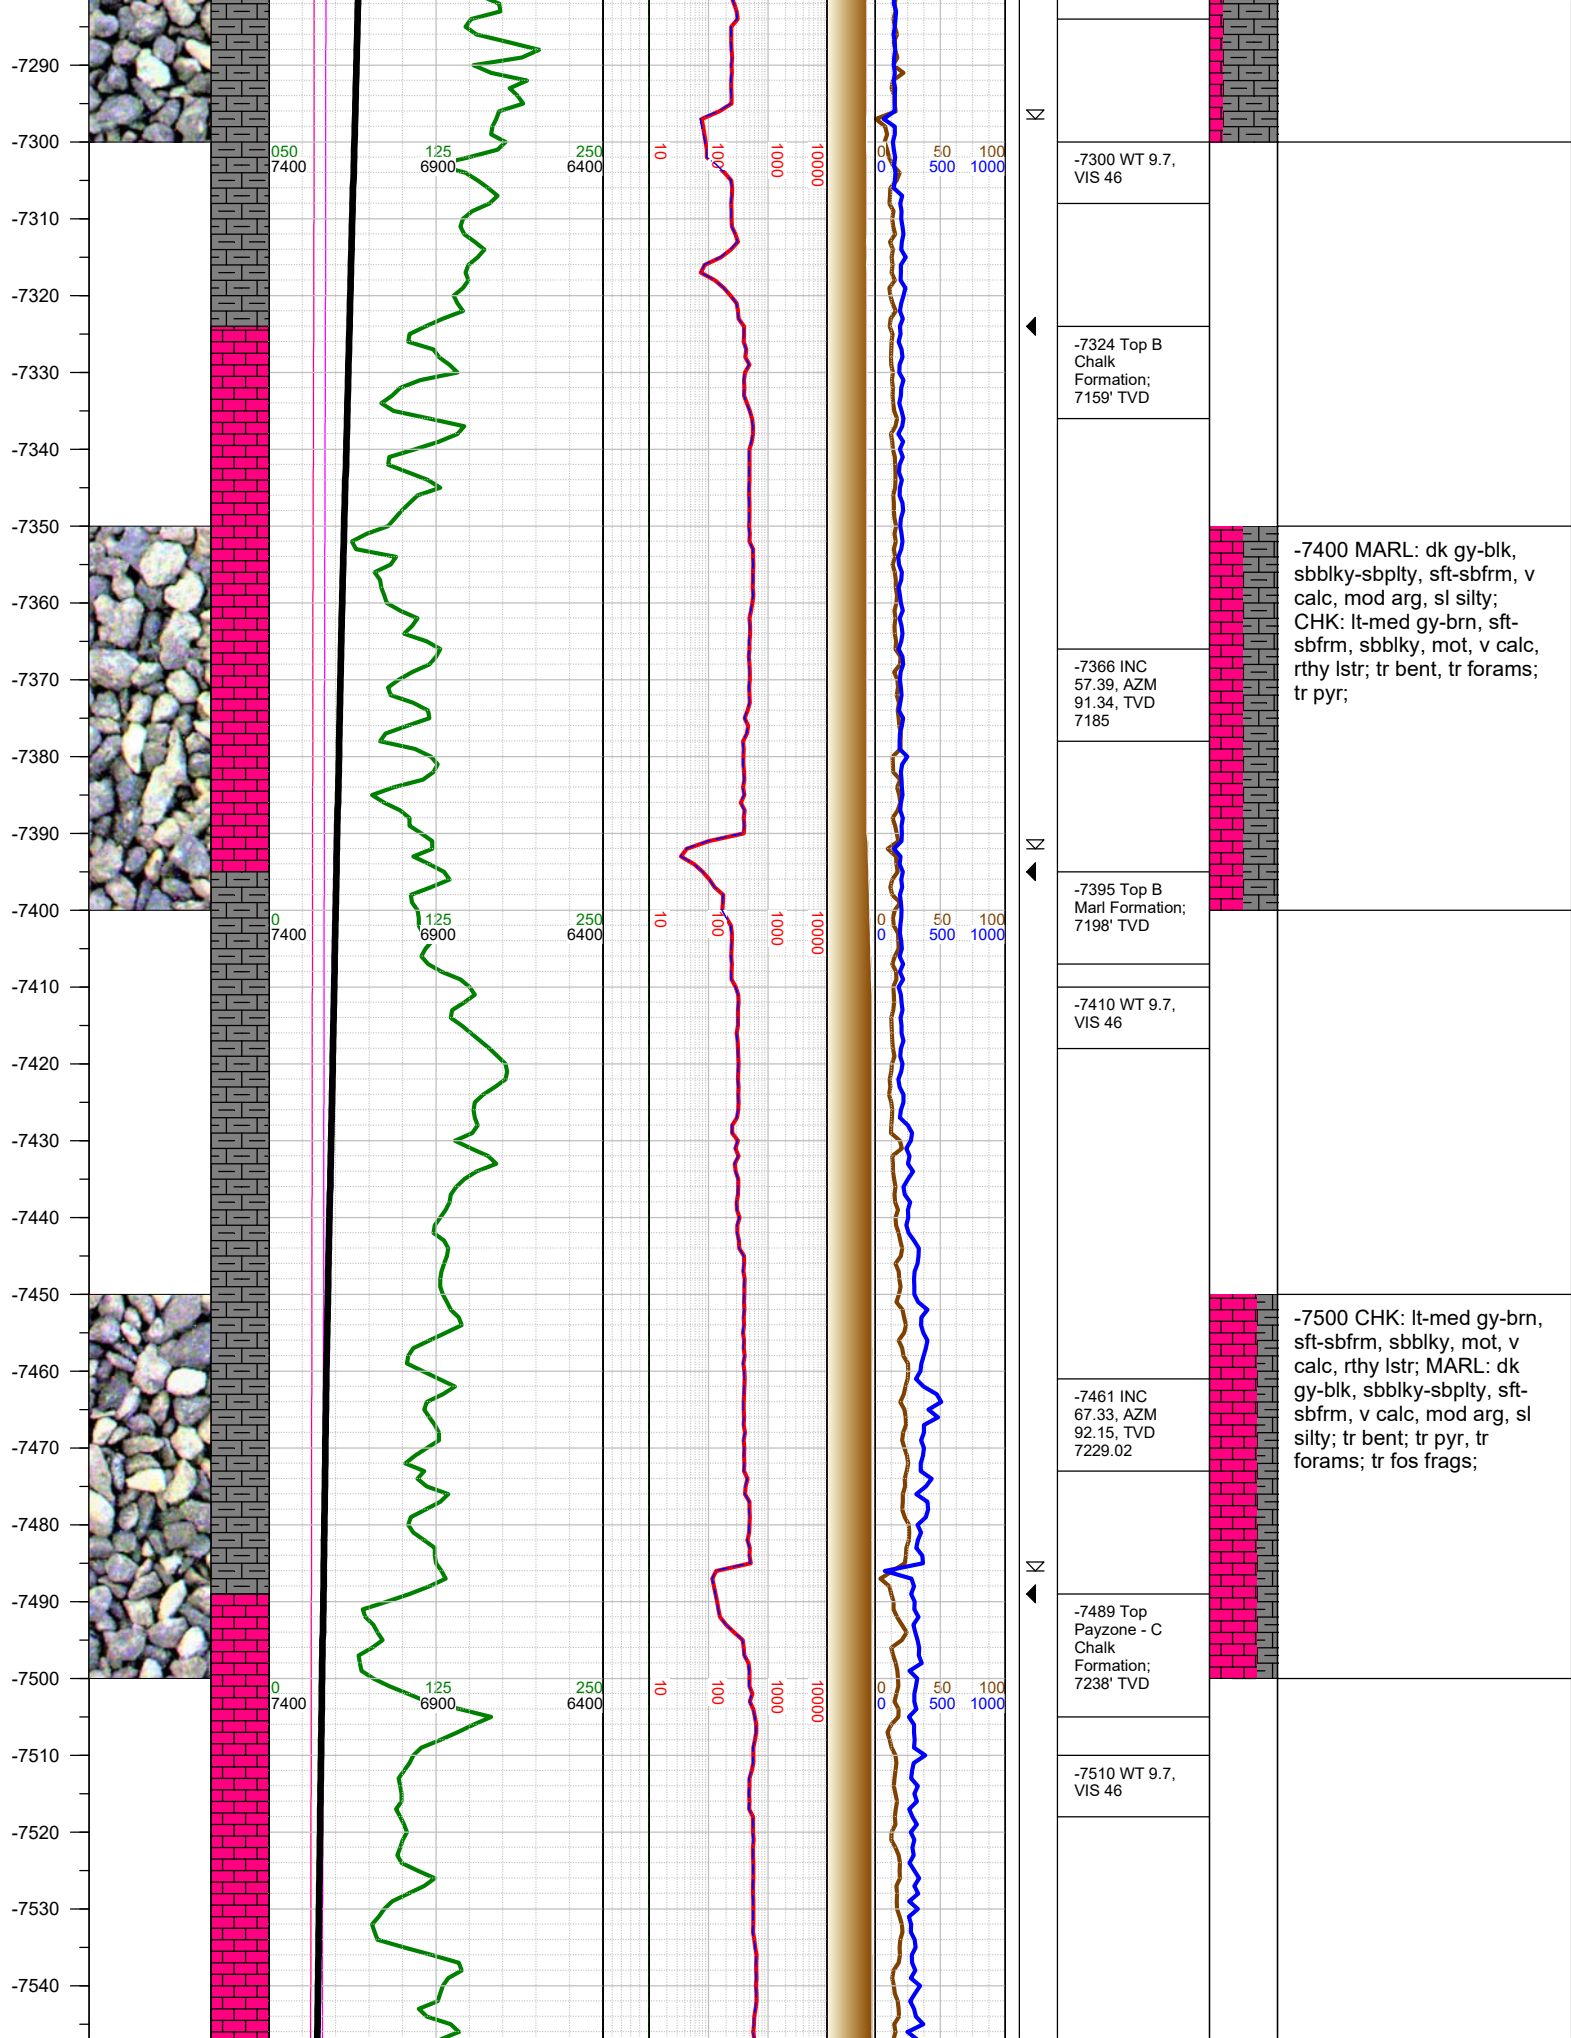 -7290
-7300
050 125 250
7400 6900 6400
10 100 1000 10000
0 50 100
0 500 1000
-7300 WT 9.7,
VIS 46
-7310
-7320
-7324 Top B
Chalk
Formation;
7159' TVD
-7330
-7340
-7350
-7400 MARL: dk gy-blk,
sbblky-sbplty, sft-sbfrm, v
calc, mod arg, sl silty;
CHK: lt-med gy-brn, sft-
sbfrm, sbblky, mot, v calc,
rthy lstr; tr bent, tr forams;
tr pyr;
-7360
-7366 INC
57.39, AZM
91.34, TVD
7185
-7370
-7380
-7390
-7395 Top B
Marl Formation;
7198' TVD
-7400
0 125 250
7400 6900 6400
10 100 1000 10000
0 50 100
0 500 1000
-7410
-7410 WT 9.7,
VIS 46
-7420
-7430
-7440
-7450
-7500 CHK: lt-med gy-brn,
sft-sbfrm, sbblky, mot, v
calc, rthy lstr; MARL: dk
gy-blk, sbblky-sbplty, sft-
sbfrm, v calc, mod arg, sl
silty; tr bent; tr pyr, tr
forams; tr fos frags;
-7460
-7461 INC
67.33, AZM
92.15, TVD
7229.02
-7470
-7480
-7490
-7489 Top
Payzone - C
Chalk
Formation;
7238' TVD
-7500
0 125 250
7400 6900 6400
10 100 1000 10000
0 50 100
0 500 1000
-7510
-7510 WT 9.7,
VIS 46
-7520
-7530
-7540